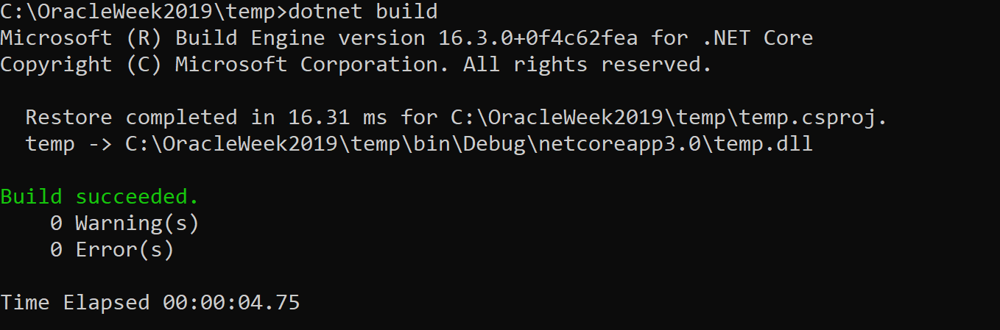 C:\OracleWeek2019\temp>dotnet build
Microsoft (R) Build Engine version 16.3.0+0f4c62fea for .NET Core
Copyright (C) Microsoft Corporation. All rights reserved.
Restore completed in 16.31 ms for C:\OracleWeek2019\temp\temp.csproj.
temp -> C:\OracleWeek2019\temp\bin\Debug\netcoreapp3.0\temp.dll
Build succeeded.
0 Warning(s)
0 Error(s)
Time Elapsed 00:00:04.75